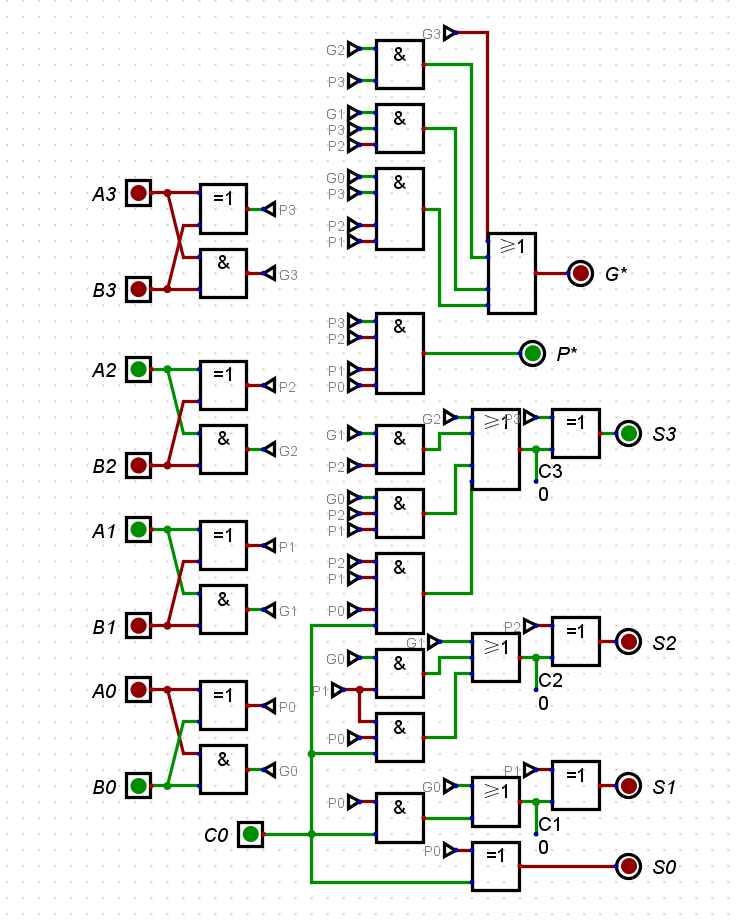 G3
G2
&
P3
G1
&
P3
P2
G0
&
P3
P2
P1
A3
=1
P3
&
G3
B3
≥1
G*
P3
&
P2
P1
P0
P*
A2
=1
P2
&
G2
B2
G2
≥1
P3
=1
S3
G1
&
P2
C3
0
G0
&
P2
P1
A1
=1
P1
&
G1
B1
P2
&
P1
P0
G1
≥1
P2
=1
S2
G0
&
P1
C2
0
&
P0
A0
=1
P0
&
G0
B0
G0
≥1
P1
=1
S1
P0
&
C1
0
C0
P0
=1
S0